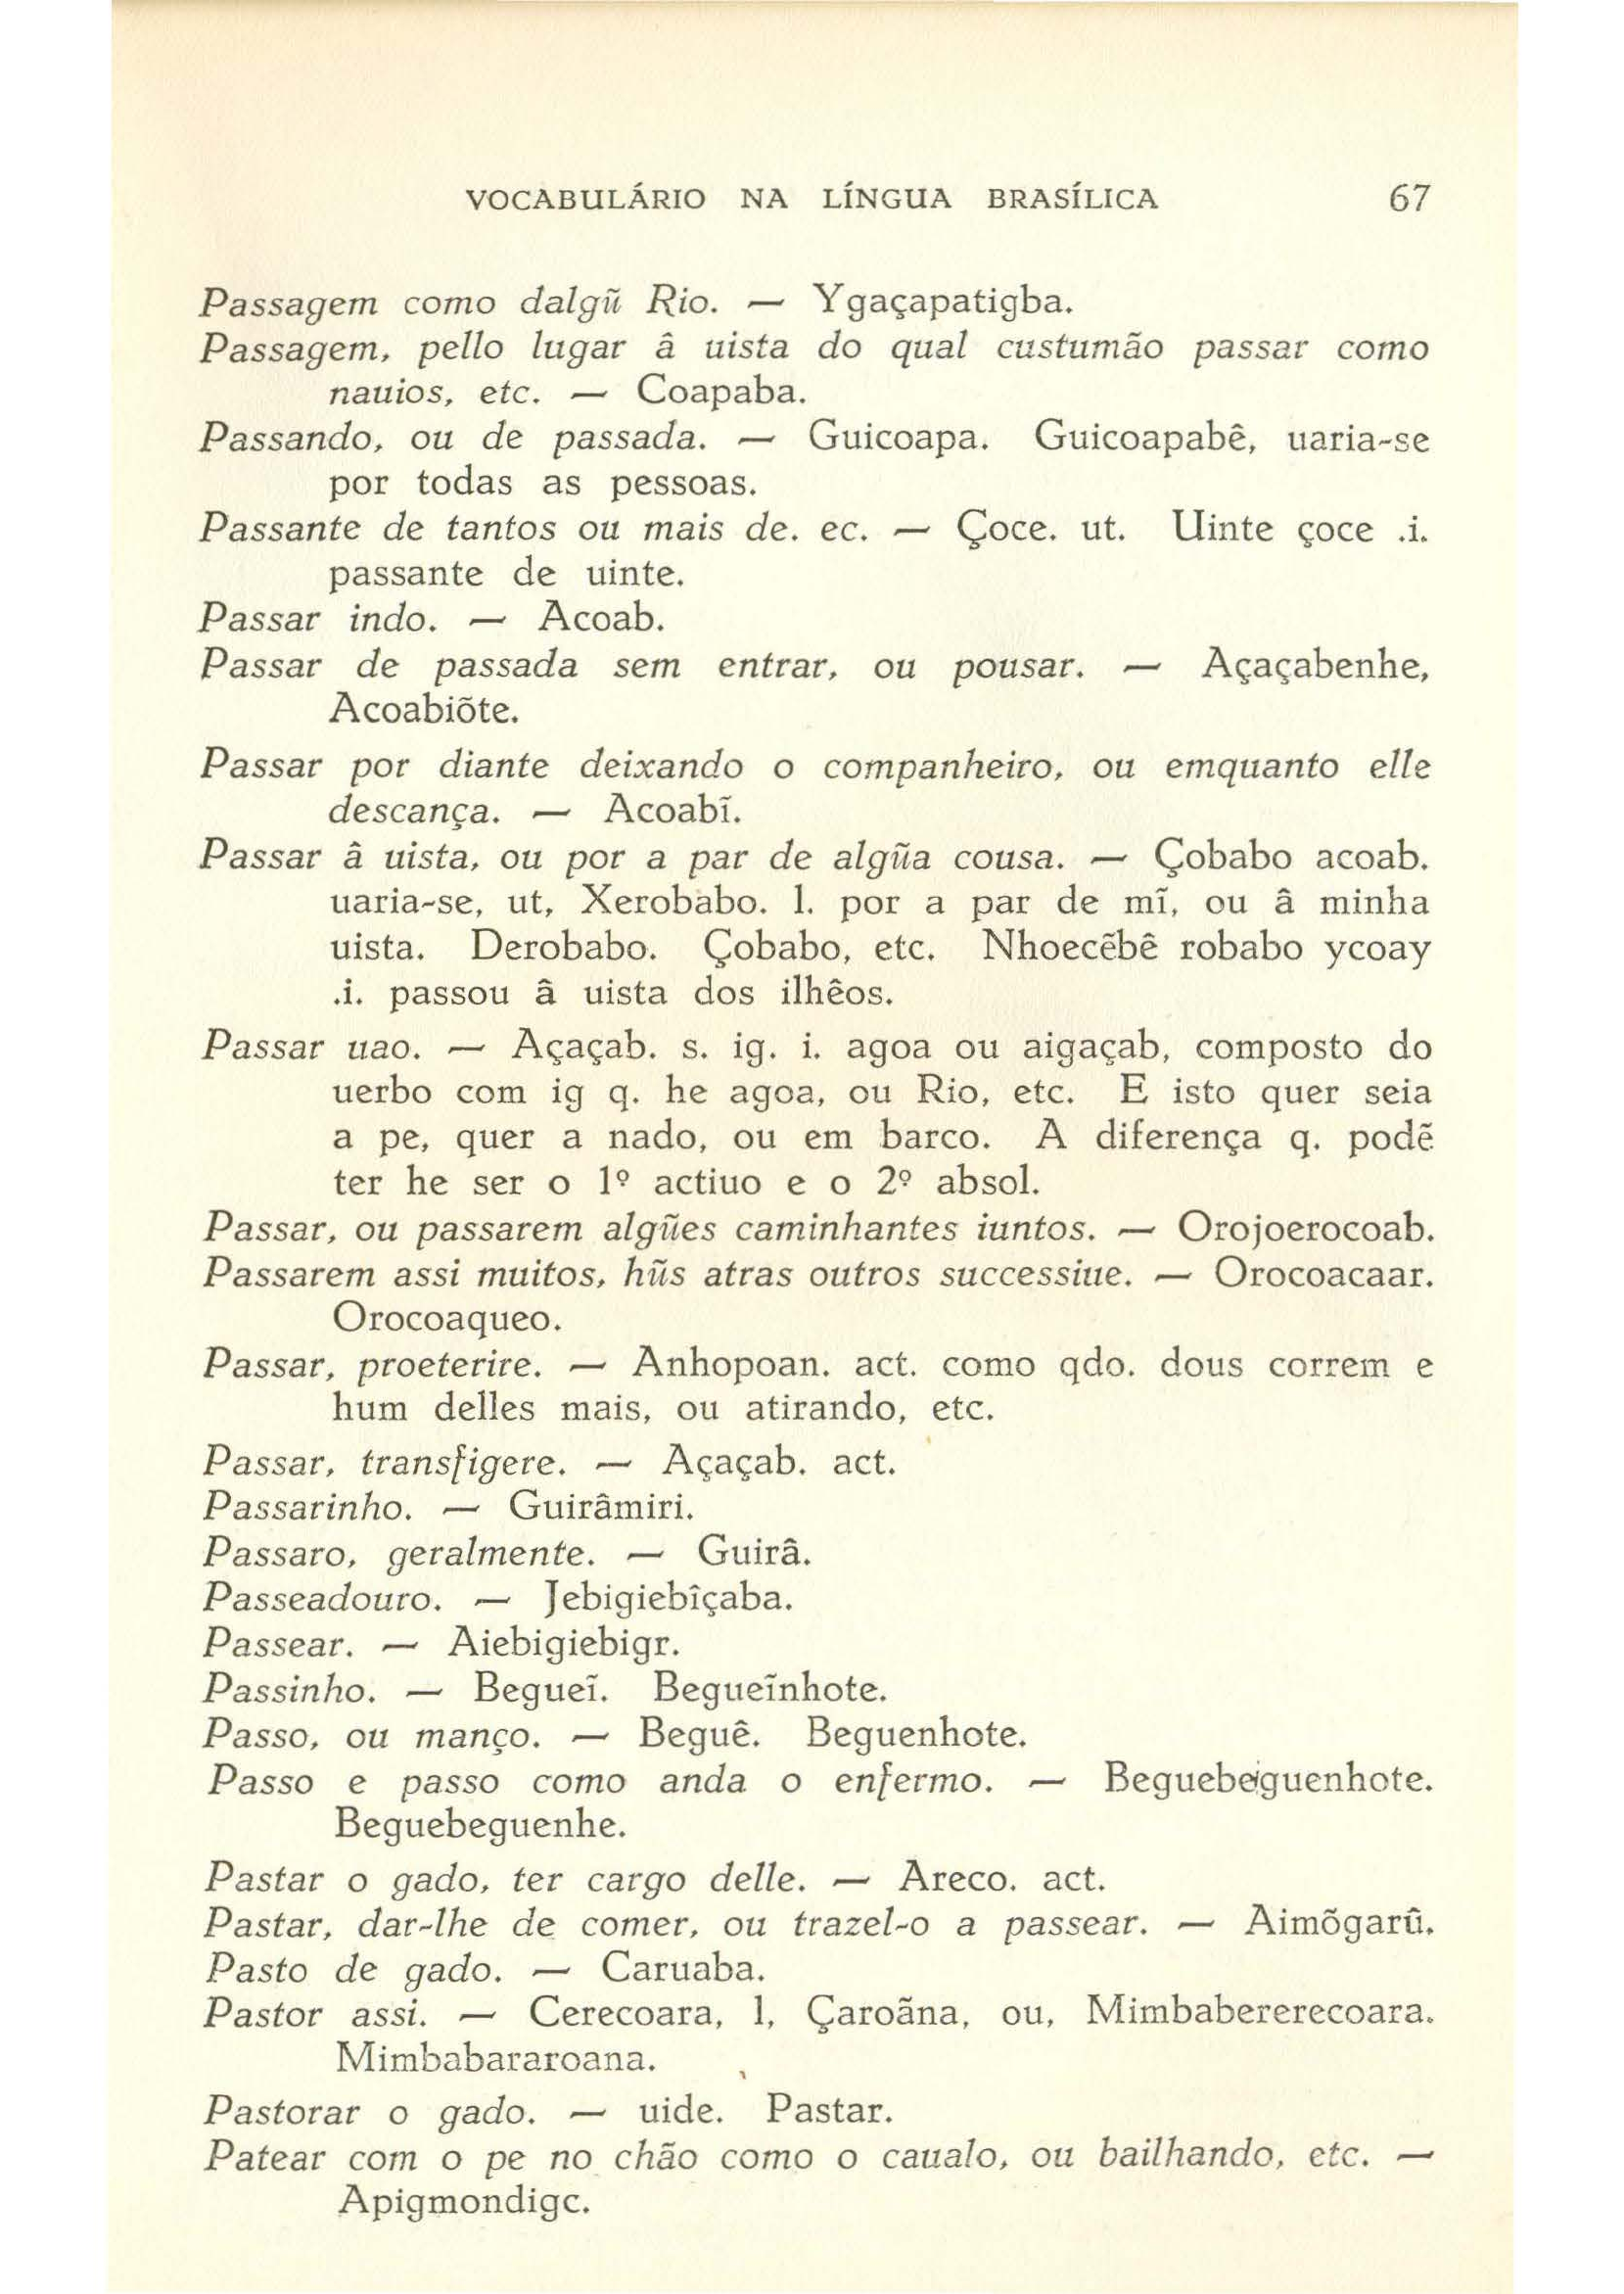 VOCABULÁRIO NA LÍNGUA BRASÍLICA 67
Passagem como dalgũ Rio. — Ygaçapatigba.
Passagem, pello lugar â uista do qual custumão passar como
nauios, etc. — Coapaba.
Passando, ou de passada. — Guicoapa. Guicoapabê, uaria-se
por todas as pessoas.
Passante de tantos ou mais de. ec. — Çoce. ut. Uinte çoce .i.
passante de uinte.
Passar indo. — Acoab.
Passar de passada sem entrar, ou pousar. — Açaçabenhe,
Acoabiõte.
Passar por diante deixando o companheiro, ou emquanto elle
descança. — Acoabĩ.
Passar â uista, ou por a par de algũa cousa. — Çobabo acoab.
uaria-se, ut, Xerobabo. l. por a par de mĩ, ou â minha
uista. Derobabo. Çobabo, etc. Nhoecẽbê robabo ycoay
.i. passou â uista dos ilhêos.
Passar uao. — Açaçab. s. ig. i. agoa ou aigaçab, composto do
uerbo com ig q. he agoa, ou Rio, etc. E isto quer seia
a pe, quer a nado, ou em barco. A diferença q. podẽ
ter he ser o 1º actiuo e o 2º absol.
Passar, ou passarem algũes caminhantes iuntos. — Orojoerocoab.
Passarem assi muitos, hũs atras outros successiue. — Orocoacaar.
Orocoaqueo.
Passar, proeterire. — Anhopoan. act. como qdo. dous correm e
hum delles mais, ou atirando, etc.
Passar, transfigere. — Açaçab. act.
Passarinho. — Guirâmiri.
Passaro, geralmente. — Guirâ.
Passeadouro. — Jebigiebîçaba.
Passear. — Aiebigiebigr.
Passinho. — Begueĩ. Begueĩnhote.
Passo, ou manço. — Beguê. Beguenhote.
Passo e passo como anda o enfermo. — Beguebeguenhote.
Beguebeguenhe.
Pastar o gado, ter cargo delle. — Areco. act.
Pastar, dar-lhe de comer, ou trazel-o a passear. — Aimõgarû.
Pasto de gado. — Caruaba.
Pastor assi. — Cerecoara, l, Çaroãna, ou, Mimbabererecoara.
Mimbabararoana.
Pastorar o gado. — uide. Pastar.
Patear com o pe no chão como o caualo, ou bailhando, etc. —
Apigmondigc.